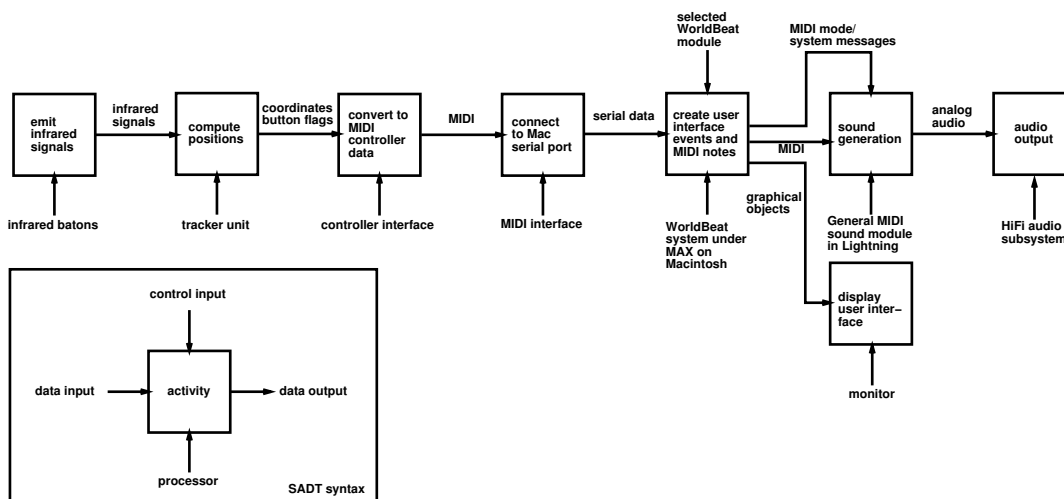 selected
WorldBeat
module
MIDI mode/
system messages
infrared
signals
coordinates
button flags
MIDI
serial data
analog
audio
emit
infrared
signals
compute
positions
convert to
MIDI
controller
data
connect
to Mac
serial port
create user
interface
events and
MIDI notes
MIDI
sound
generation
audio
output
graphical
objects
infrared batons
tracker unit
controller interface
MIDI interface
WorldBeat
system under
MAX on
Macintosh
General MIDI
sound module
in Lightning
HiFi audio
subsystem
display
user inter–
face
monitor
control input
data input
activity
data output
processor
SADT syntax